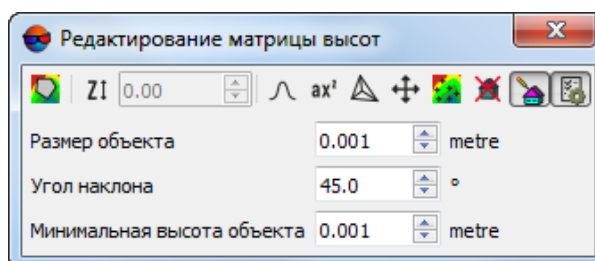 Редактирование матрицы высот
Z 0.00 ax²
Размер объекта 0.001 metre
Угол наклона 45.0 °
Минимальная высота объекта 0.001 metre